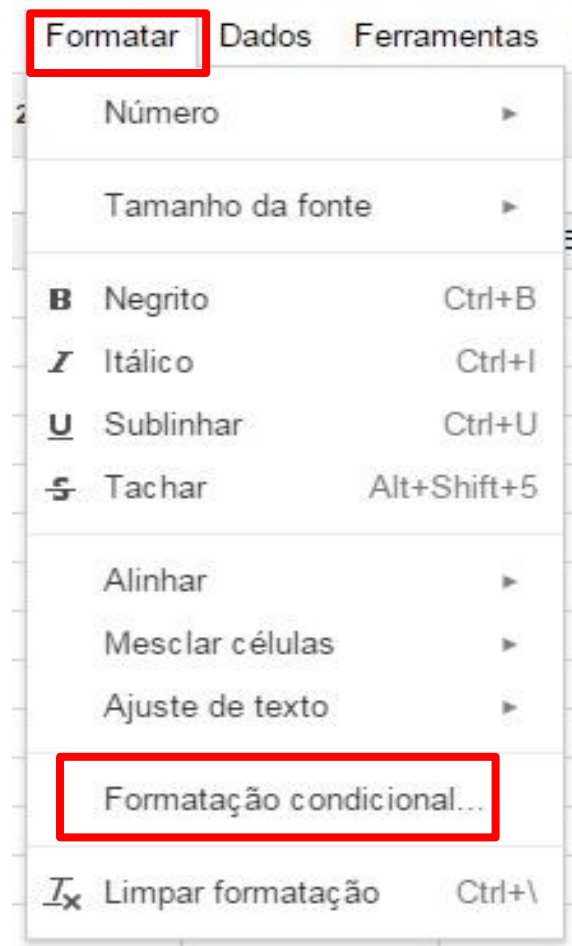 Formatar Dados Ferramentas
2
Número
Tamanho da fonte
B Negrito Ctrl+B
I Itálico Ctrl+I
U Sublinhar Ctrl+U
S Tachar Alt+Shift+5
Alinhar
Mesclar células
Ajuste de texto
Formatação condicional...
Limpar formatação Ctrl+\